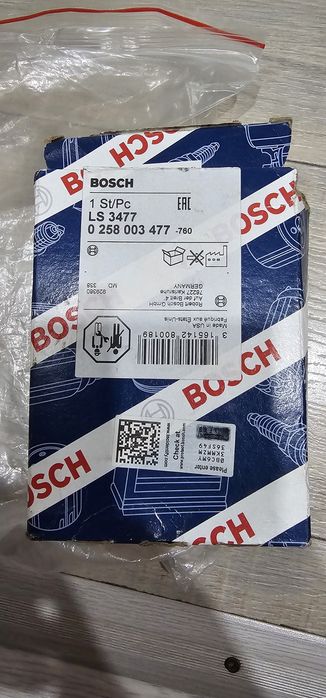 BOSCH
BOSCH
1 St/Pc
EAC
LS 3477
0 258 003 477 -760
Robert Bosch GmbH
Auf der Breit 4
76227 Karlsruhe
GERMANY
Fabriqué aux Etats-Unis
Made in USA
3 165142 800189
BOSCH
BOSCH
Check at:
Please enter
BOSCH